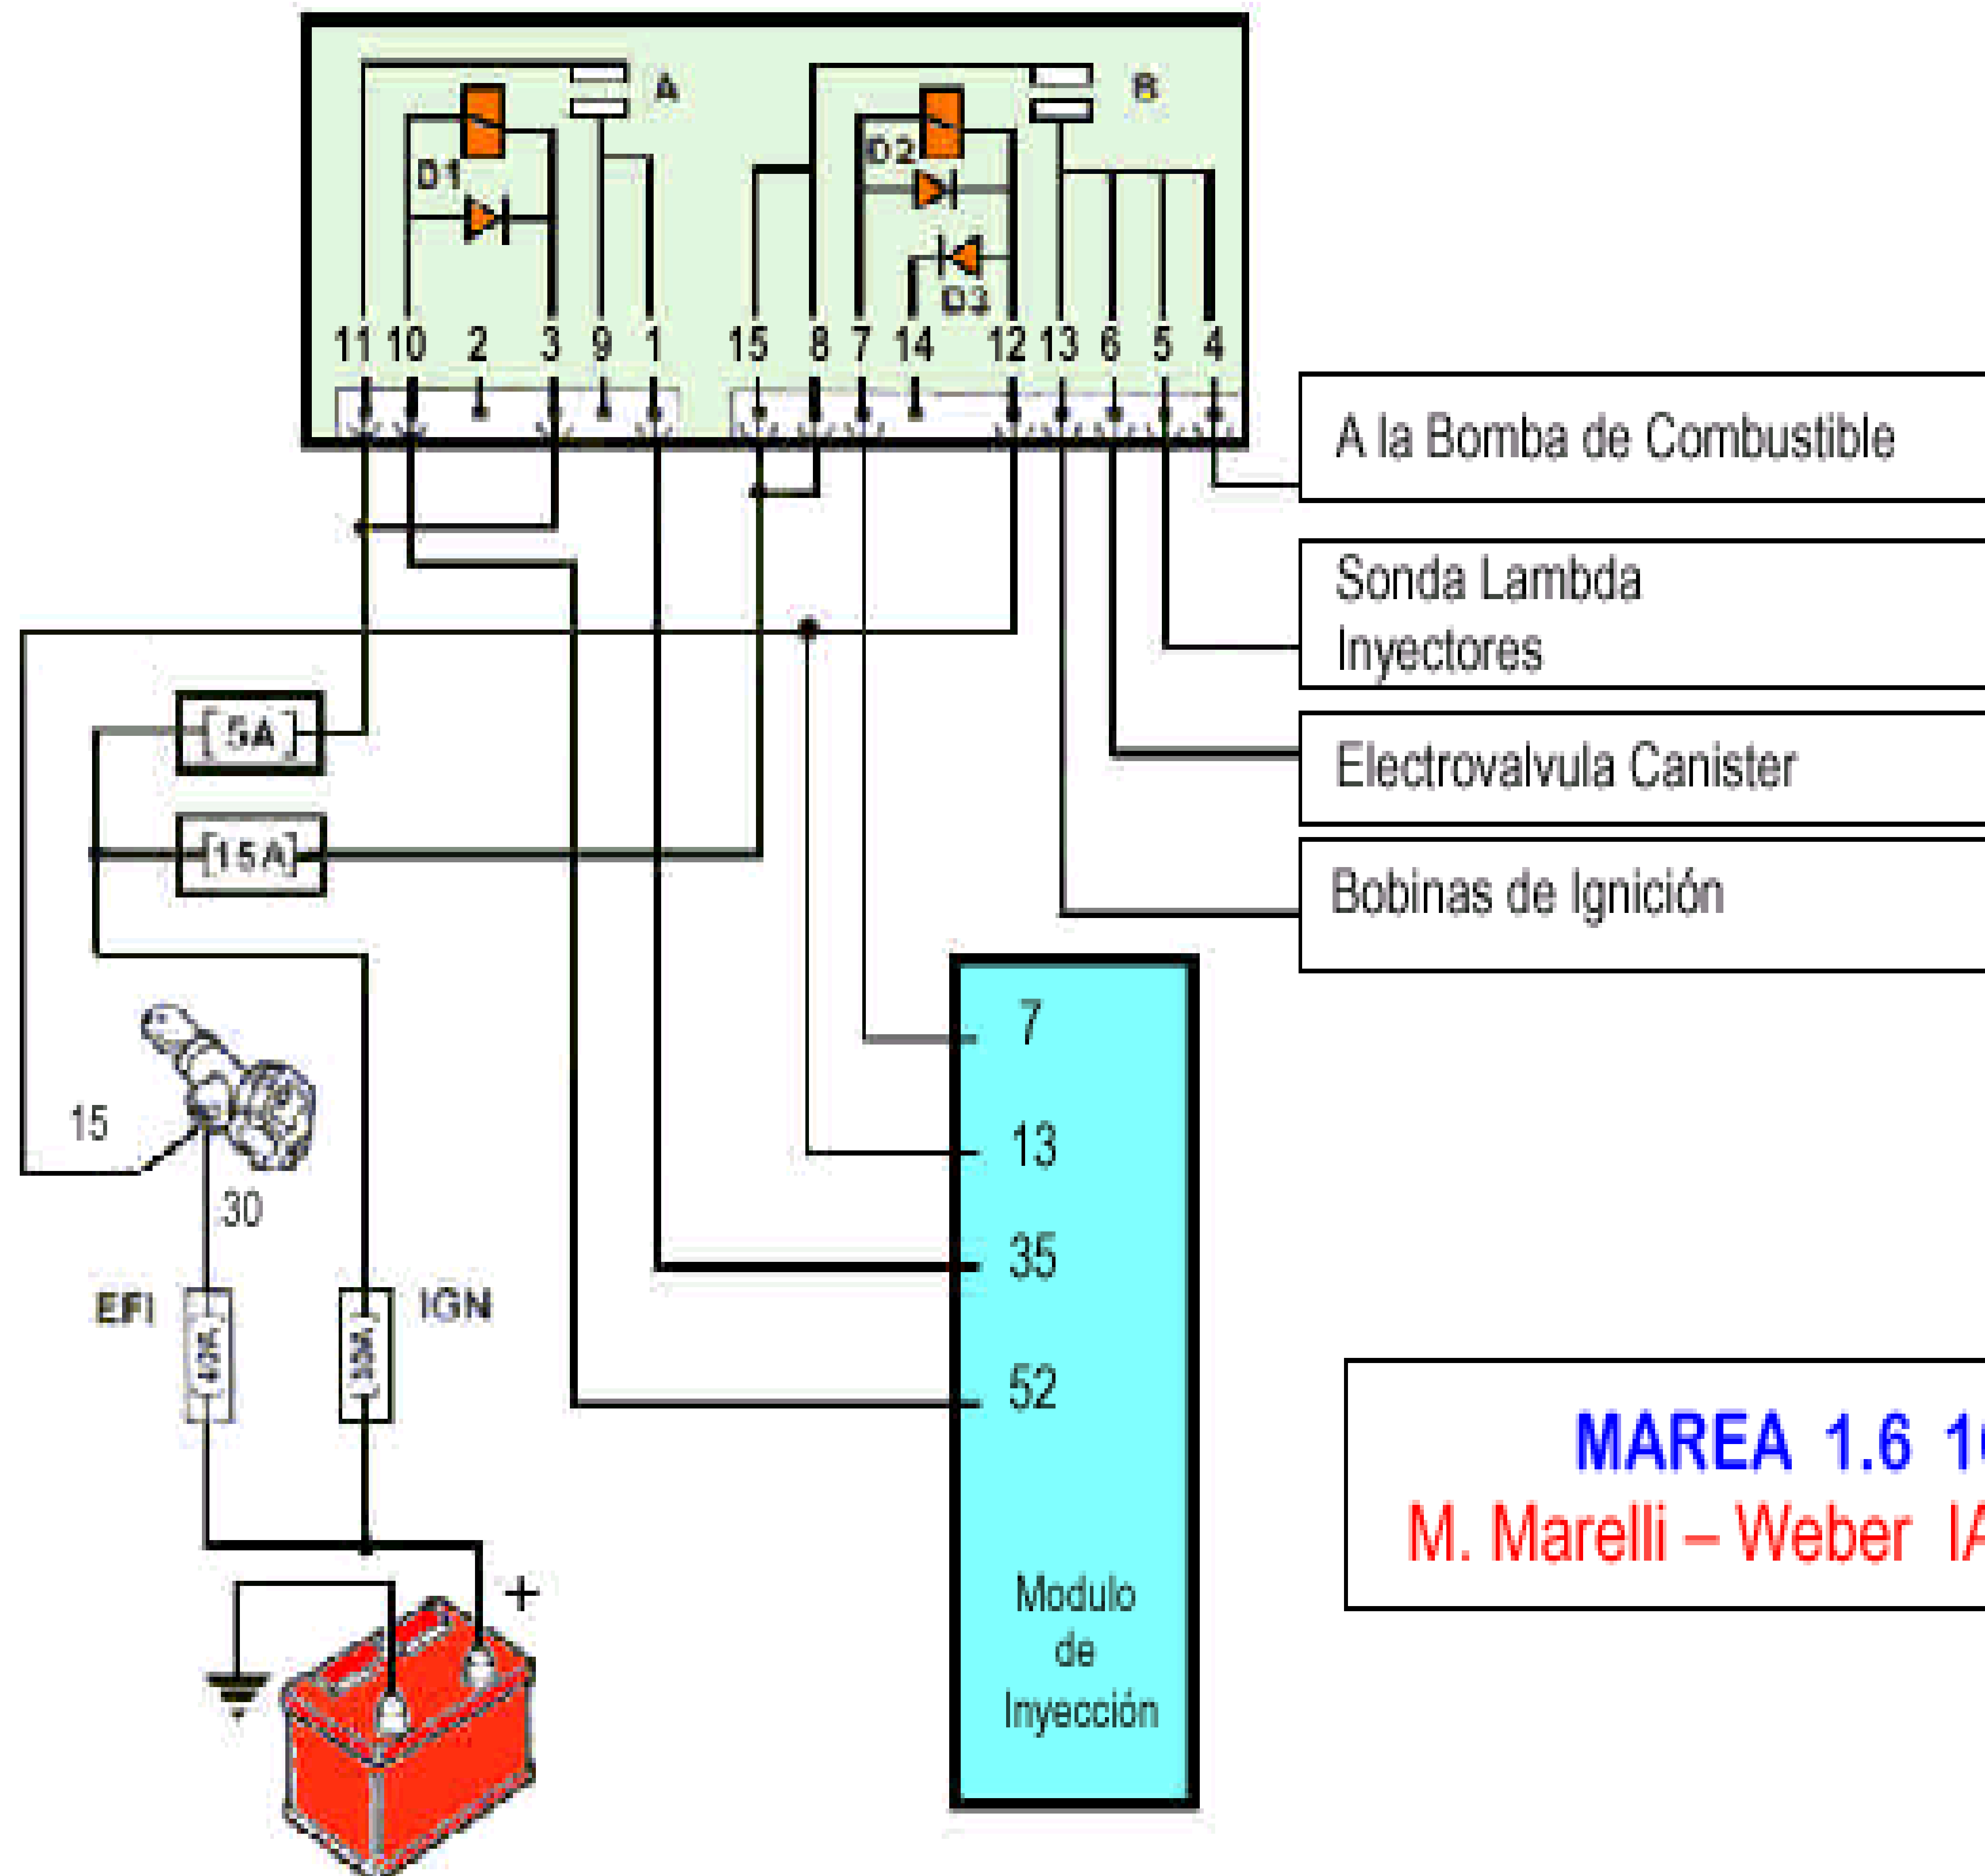 A
B
D1
D2
D3
11 10 2 3 9 1 15 8 7 14 12 13 6 5 4
A la Bomba de Combustible
Sonda Lambda
Inyectores
Electrovalvula Canister
Bobinas de Ignición
5A
15A
15
30
EFI
IGN
7
13
35
52
Modulo
de
Inyección
+
MAREA 1.6
M. Marelli – Weber